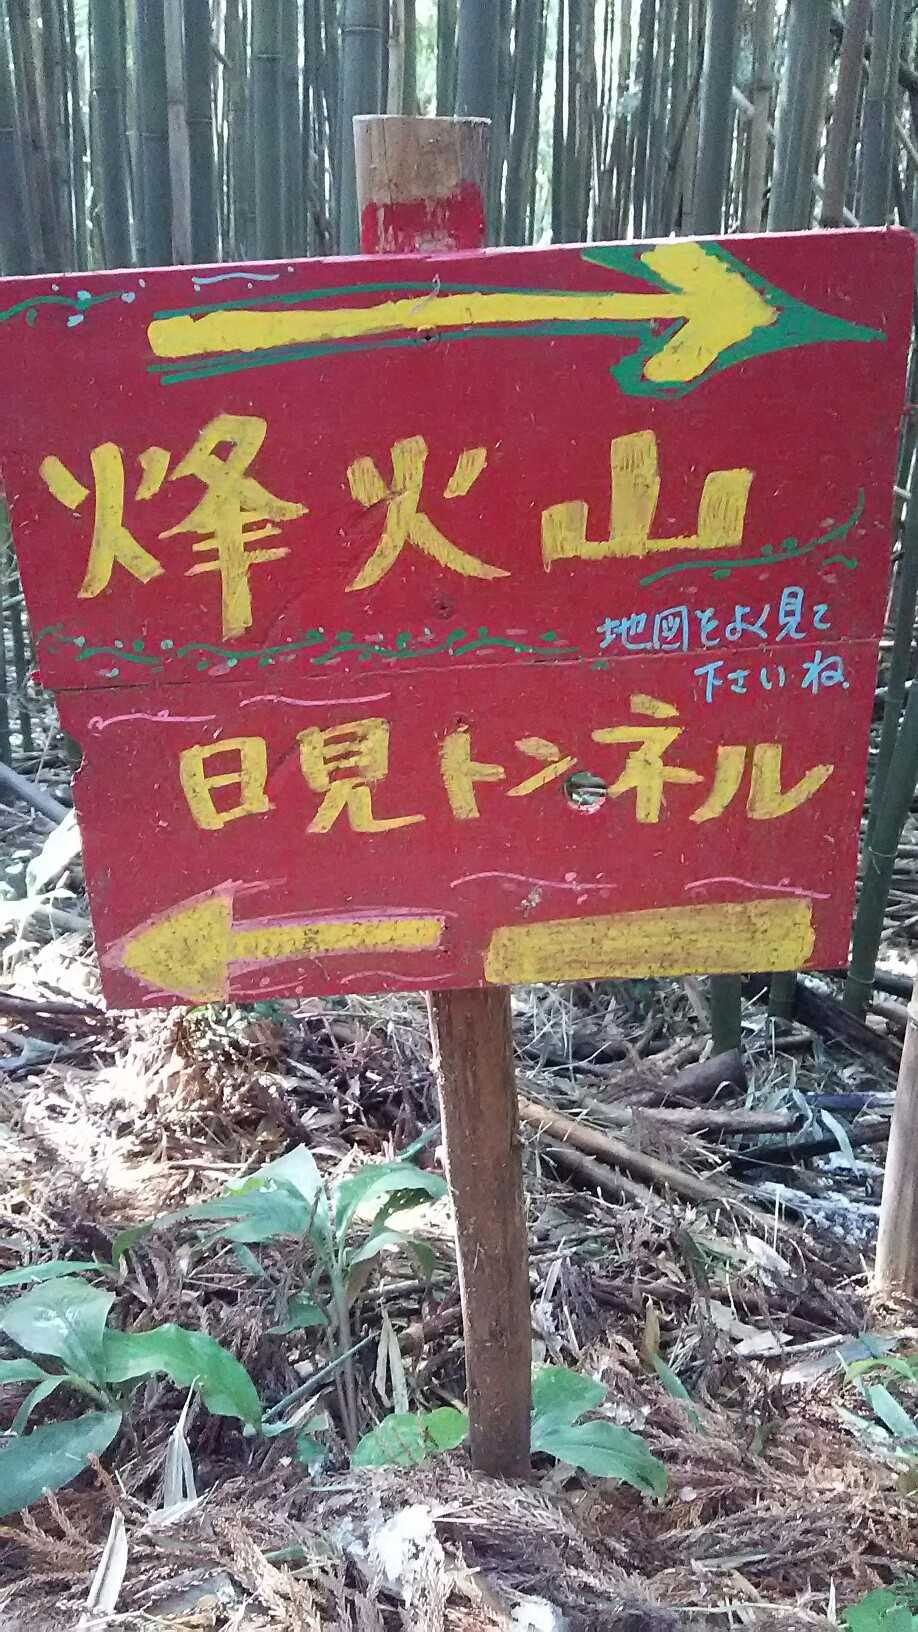 烽火山
地図をよく見て
下さいね.
日見トンネル